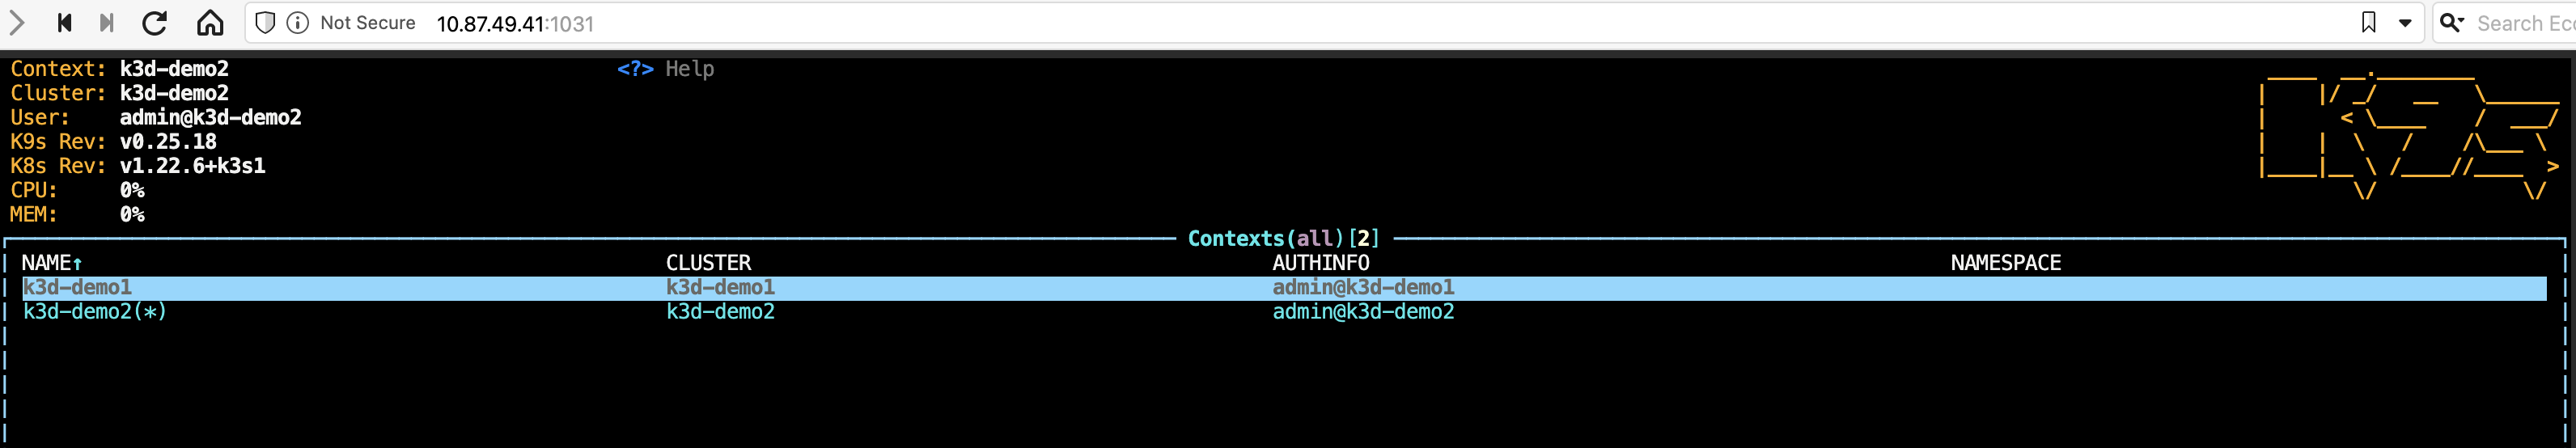 Not Secure 10.87.49.41:1031 Search Ec
Context: k3d-demo2 <?> Help
Cluster: k3d-demo2
User: admin@k3d-demo2
K9s Rev: v0.25.18
K8s Rev: v1.22.6+k3s1
CPU: 0%
MEM: 0%
K9s
Contexts(all)[2]
NAME↑ CLUSTER AUTHINFO NAMESPACE
k3d-demo1 k3d-demo1 admin@k3d-demo1
k3d-demo2(*) k3d-demo2 admin@k3d-demo2